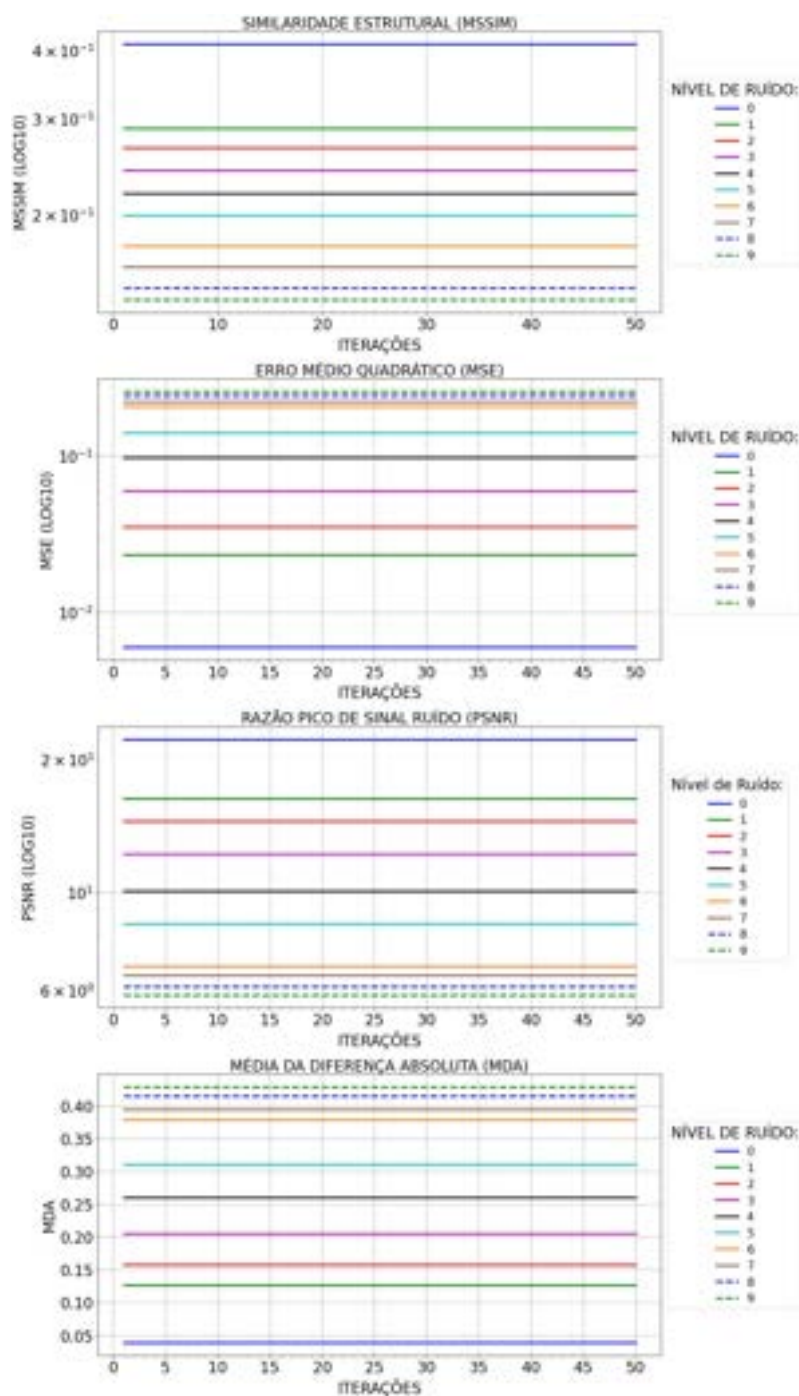 SIMILARIDADE ESTRUTURAL (MSSIM)
4 × 10⁻¹
3 × 10⁻¹
2 × 10⁻¹
MSSIM (LOG10)
0 10 20 30 40 50
ITERAÇÕES
NÍVEL DE RUÍDO:
0
1
2
3
4
5
6
7
8
9
ERRO MÉDIO QUADRÁTICO (MSE)
10⁻¹
10⁻²
MSE (LOG10)
0 5 10 15 20 25 30 35 40 45 50
ITERAÇÕES
NÍVEL DE RUÍDO:
0
1
2
3
4
5
6
7
8
9
RAZÃO PICO DE SINAL RUÍDO (PSNR)
2 × 10¹
10¹
6 × 10⁰
PSNR (LOG10)
0 5 10 15 20 25 30 35 40 45 50
ITERAÇÕES
Nível de Ruído:
0
1
2
3
4
5
6
7
8
9
MÉDIA DA DIFERENÇA ABSOLUTA (MDA)
0.40
0.35
0.30
0.25
0.20
0.15
0.10
0.05
MDA
0 5 10 15 20 25 30 35 40 45 50
ITERAÇÕES
NÍVEL DE RUÍDO:
0
1
2
3
4
5
6
7
8
9